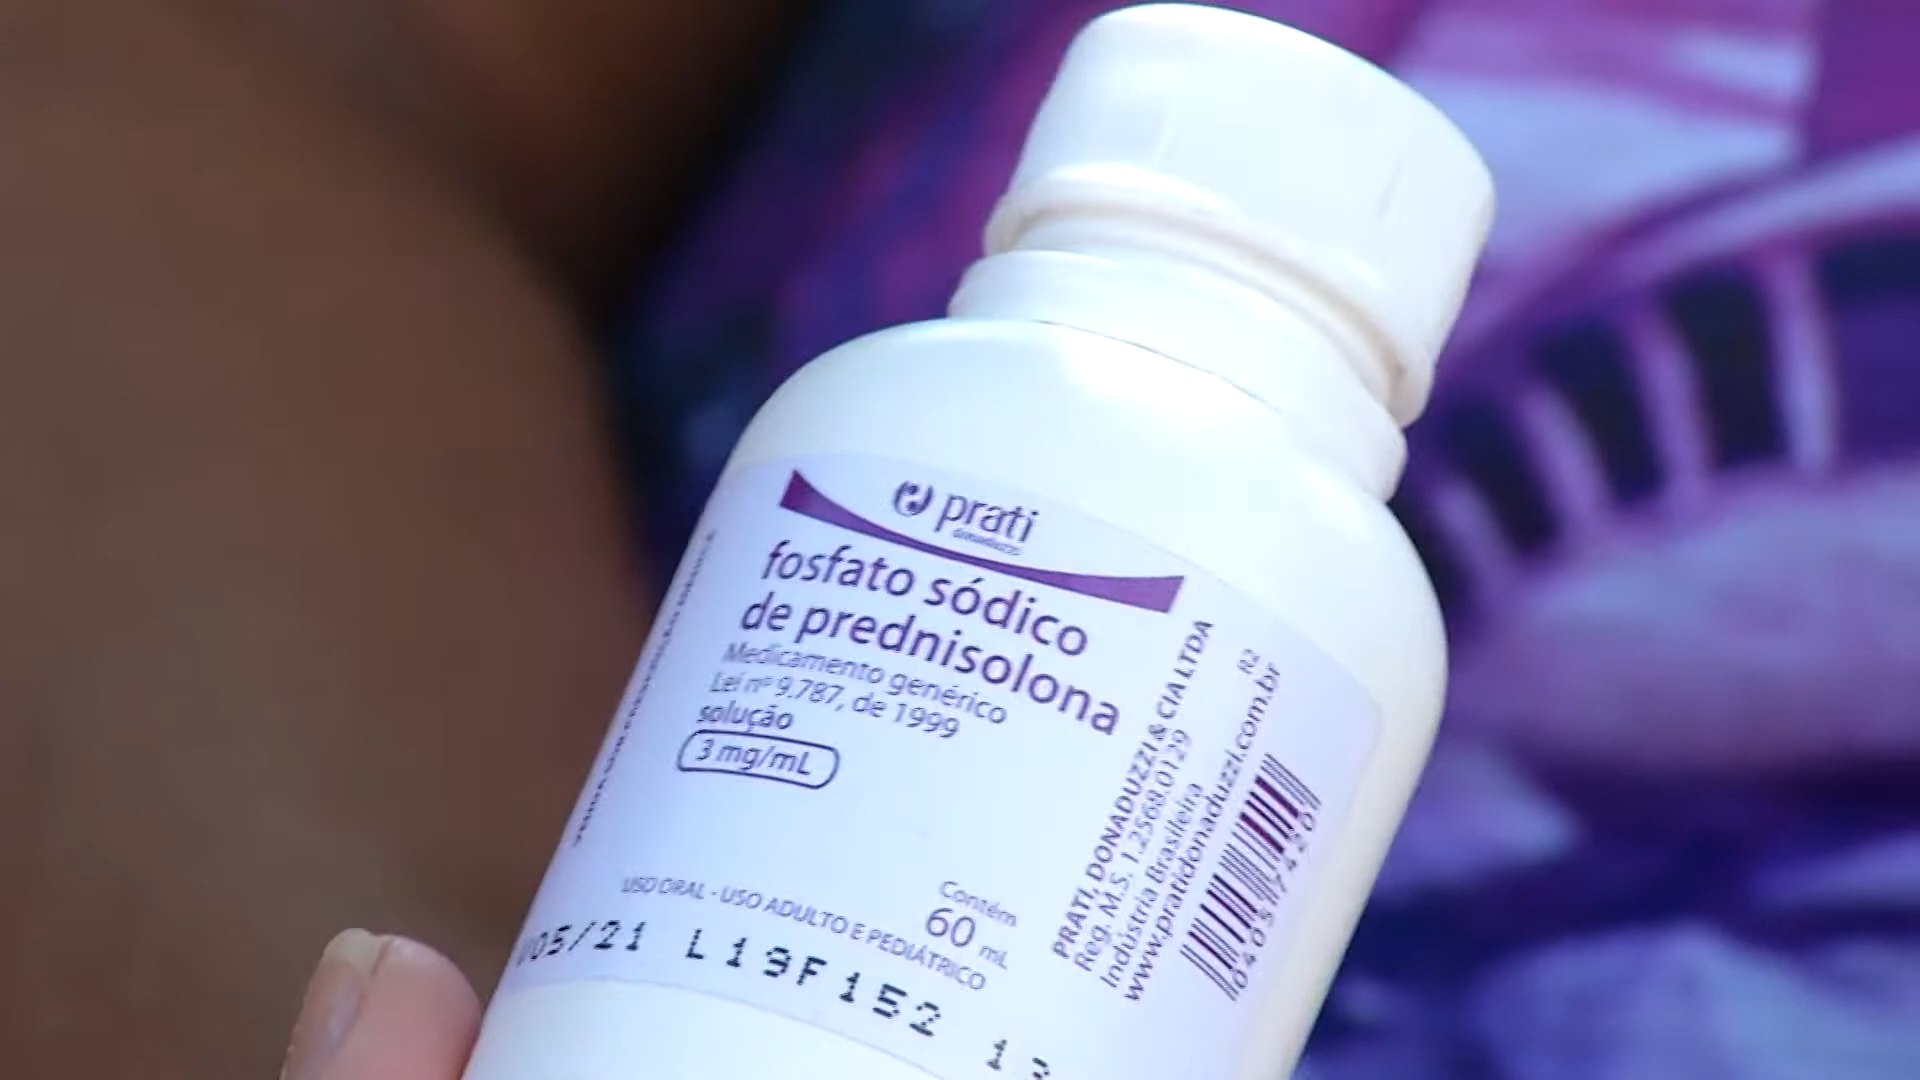 prati
donaduzzi
fosfato sódico
de prednisolona
Medicamento genérico
Lei nº 9.787, de 1999
solução
3 mg/mL
Contém
60 mL
USO ORAL - USO ADULTO E PEDIÁTRICO
05/21 L19F152
PRATI, DONADUZZI & CIA LTDA
Reg. M.S. 1.2568.0129
Indústria Brasileira
www.pratidonaduzzi.com.br
R2